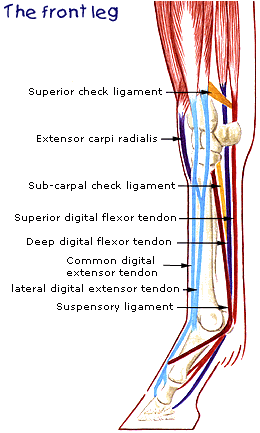 The front leg
Superior check ligament
Extensor carpi radialis
Sub-carpal check ligament
Superior digital flexor tendon
Deep digital flexor tendon
Common digital
extensor tendon
lateral digital extensor tendon
Suspensory ligament